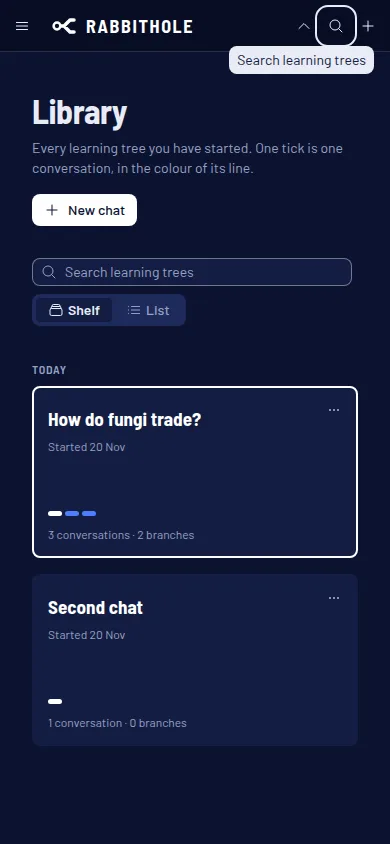 RABBITHOLE
Search learning trees
Library
Every learning tree you have started. One tick is one
conversation, in the colour of its line.
New chat
Search learning trees
Shelf
List
TODAY
How do fungi trade?
Started 20 Nov
3 conversations · 2 branches
Second chat
Started 20 Nov
1 conversation · 0 branches